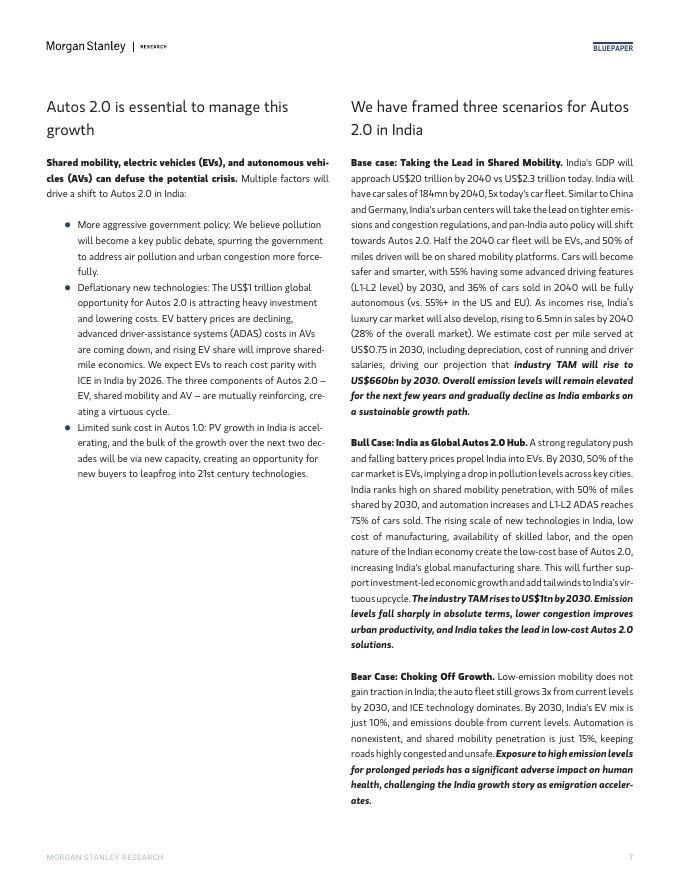 Morgan Stanley | RESEARCH
BLUEPAPER
Autos 2.0 is essential to manage this
growth
Shared mobility, electric vehicles (EVs), and autonomous vehi-
cles (AVs) can defuse the potential crisis. Multiple factors will
drive a shift to Autos 2.0 in India:
● More aggressive government policy: We believe pollution
will become a key public debate, spurring the government
to address air pollution and urban congestion more force-
fully.
● Deflationary new technologies: The US$1 trillion global
opportunity for Autos 2.0 is attracting heavy investment
and lowering costs. EV battery prices are declining,
advanced driver-assistance systems (ADAS) costs in AVs
are coming down, and rising EV share will improve shared-
mile economics. We expect EVs to reach cost parity with
ICE in India by 2026. The three components of Autos 2.0 –
EV, shared mobility and AV – are mutually reinforcing, cre-
ating a virtuous cycle.
● Limited sunk cost in Autos 1.0: PV growth in India is accel-
erating, and the bulk of the growth over the next two dec-
ades will be via new capacity, creating an opportunity for
new buyers to leapfrog into 21st century technologies.
We have framed three scenarios for Autos
2.0 in India
Base case: Taking the Lead in Shared Mobility. India's GDP will
approach US$20 trillion by 2040 vs US$2.3 trillion today. India will
have car sales of 184mn by 2040, 5x today's car fleet. Similar to China
and Germany, India's urban centers will take the lead on tighter emis-
sions and congestion regulations, and pan-India auto policy will shift
towards Autos 2.0. Half the 2040 car fleet will be EVs, and 50% of
miles driven will be on shared mobility platforms. Cars will become
safer and smarter, with 55% having some advanced driving features
(L1-L2 level) by 2030, and 36% of cars sold in 2040 will be fully
autonomous (vs. 55%+ in the US and EU). As incomes rise, India's
luxury car market will also develop, rising to 6.5mn in sales by 2040
(28% of the overall market). We estimate cost per mile served at
US$0.75 in 2030, including depreciation, cost of running and driver
salaries, driving our projection that industry TAM will rise to
US$660bn by 2030. Overall emission levels will remain elevated
for the next few years and gradually decline as India embarks on
a sustainable growth path.
Bull Case: India as Global Autos 2.0 Hub. A strong regulatory push
and falling battery prices propel India into EVs. By 2030, 50% of the
car market is EVs, implying a drop in pollution levels across key cities.
India ranks high on shared mobility penetration, with 50% of miles
shared by 2030, and automation increases and L1-L2 ADAS reaches
75% of cars sold. The rising scale of new technologies in India, low
cost of manufacturing, availability of skilled labor, and the open
nature of the Indian economy create the low-cost base of Autos 2.0,
increasing India's global manufacturing share. This will further sup-
port investment-led economic growth and add tailwinds to India's vir-
tuous upcycle. The industry TAM rises to US$1tn by 2030. Emission
levels fall sharply in absolute terms, lower congestion improves
urban productivity, and India takes the lead in low-cost Autos 2.0
solutions.
Bear Case: Choking Off Growth. Low-emission mobility does not
gain traction in India; the auto fleet still grows 3x from current levels
by 2030, and ICE technology dominates. By 2030, India's EV mix is
just 10%, and emissions double from current levels. Automation is
nonexistent, and shared mobility penetration is just 15%, keeping
roads highly congested and unsafe. Exposure to high emission levels
for prolonged periods has a significant adverse impact on human
health, challenging the India growth story as emigration acceler-
ates.
MORGAN STANLEY RESEARCH
7